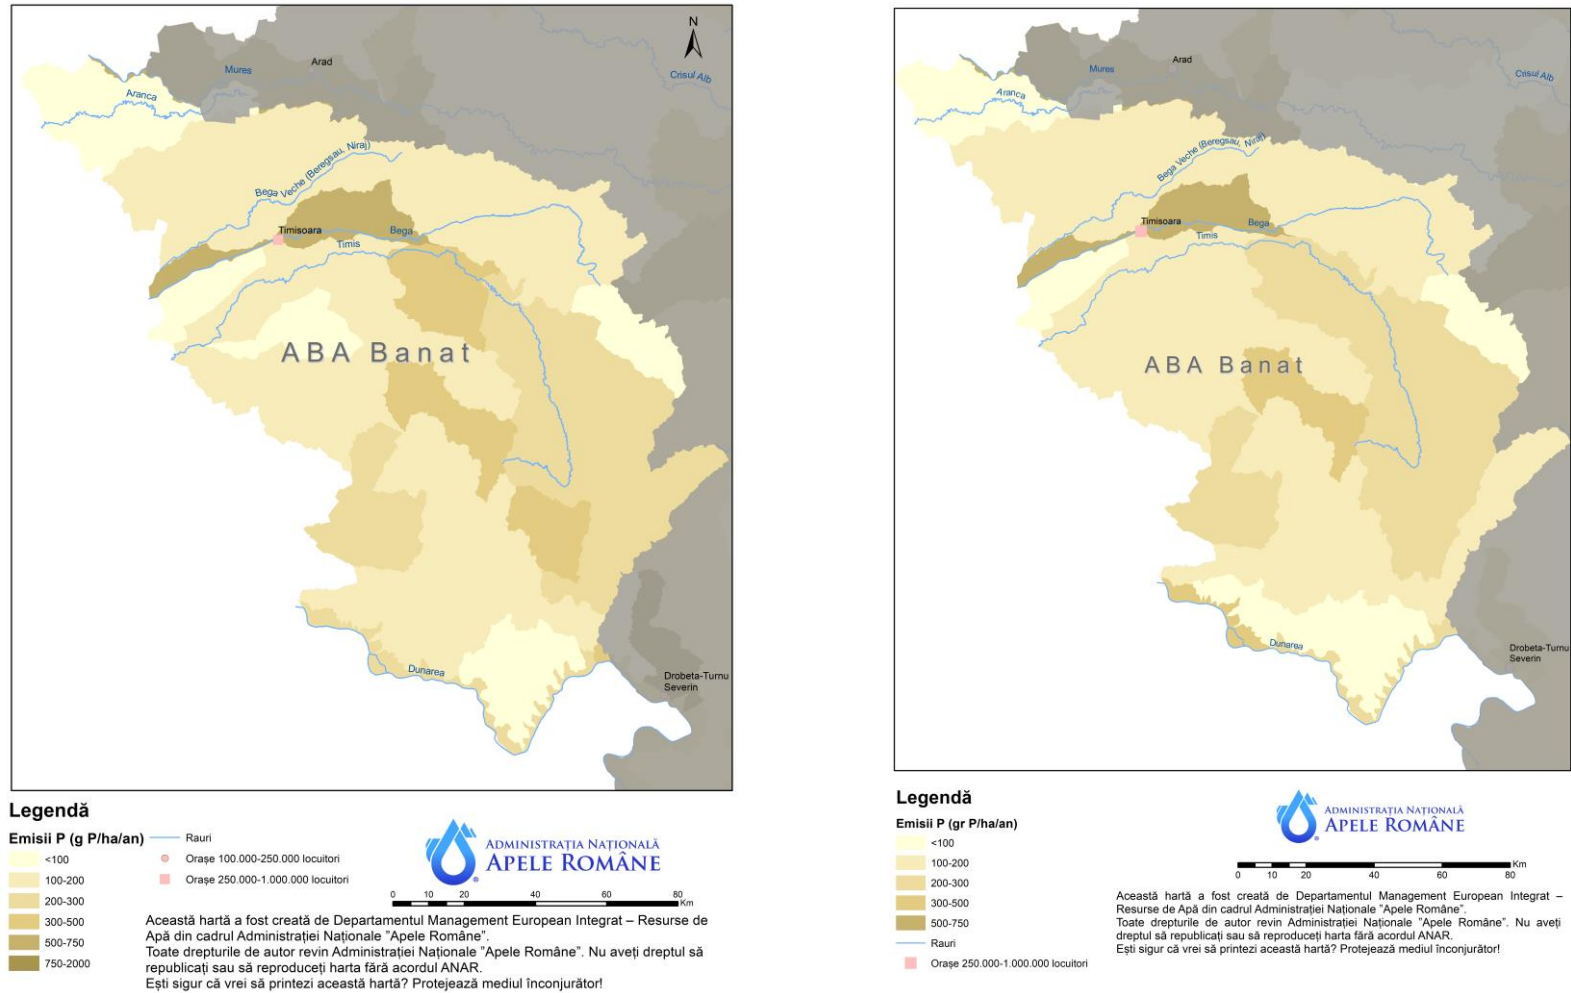 N
Arad
Mures
Crisul Alb
Aranca
Bega Veche (Beregsau, Niraj)
Timisoara
Bega
Timis
ABA Banat
Dunarea
Drobeta-Turnu
Severin
Legendă
Emisii P (g P/ha/an)
<100
100-200
200-300
300-500
500-750
750-2000
Rauri
Orașe 100.000-250.000 locuitori
Orașe 250.000-1.000.000 locuitori
ADMINISTRAȚIA NAȚIONALĂ
APELE ROMÂNE
0 10 20 40 60 80
Km
Această hartă a fost creată de Departamentul Management European Integrat – Resurse de
Apă din cadrul Administrației Naționale ”Apele Române”.
Toate drepturile de autor revin Administrației Naționale ”Apele Române”. Nu aveți dreptul să
republicați sau să reproduceți harta fără acordul ANAR.
Ești sigur că vrei să printezi această hartă? Protejează mediul înconjurător!
Arad
Mures
Crisul Alb
Aranca
Bega Veche (Beregsau, Niraj)
Timisoara
Bega
Timis
ABA Banat
Dunarea
Drobeta-Turnu
Severin
Legendă
Emisii P (gr P/ha/an)
<100
100-200
200-300
300-500
500-750
Rauri
Orașe 250.000-1.000.000 locuitori
ADMINISTRAȚIA NAȚIONALĂ
APELE ROMÂNE
0 10 20 40 60 80
Km
Această hartă a fost creată de Departamentul Management European Integrat –
Resurse de Apă din cadrul Administrației Naționale ”Apele Române”.
Toate drepturile de autor revin Administrației Naționale ”Apele Române”. Nu aveți
dreptul să republicați sau să reproduceți harta fără acordul ANAR.
Ești sigur că vrei să printezi această hartă? Protejează mediul înconjurător!